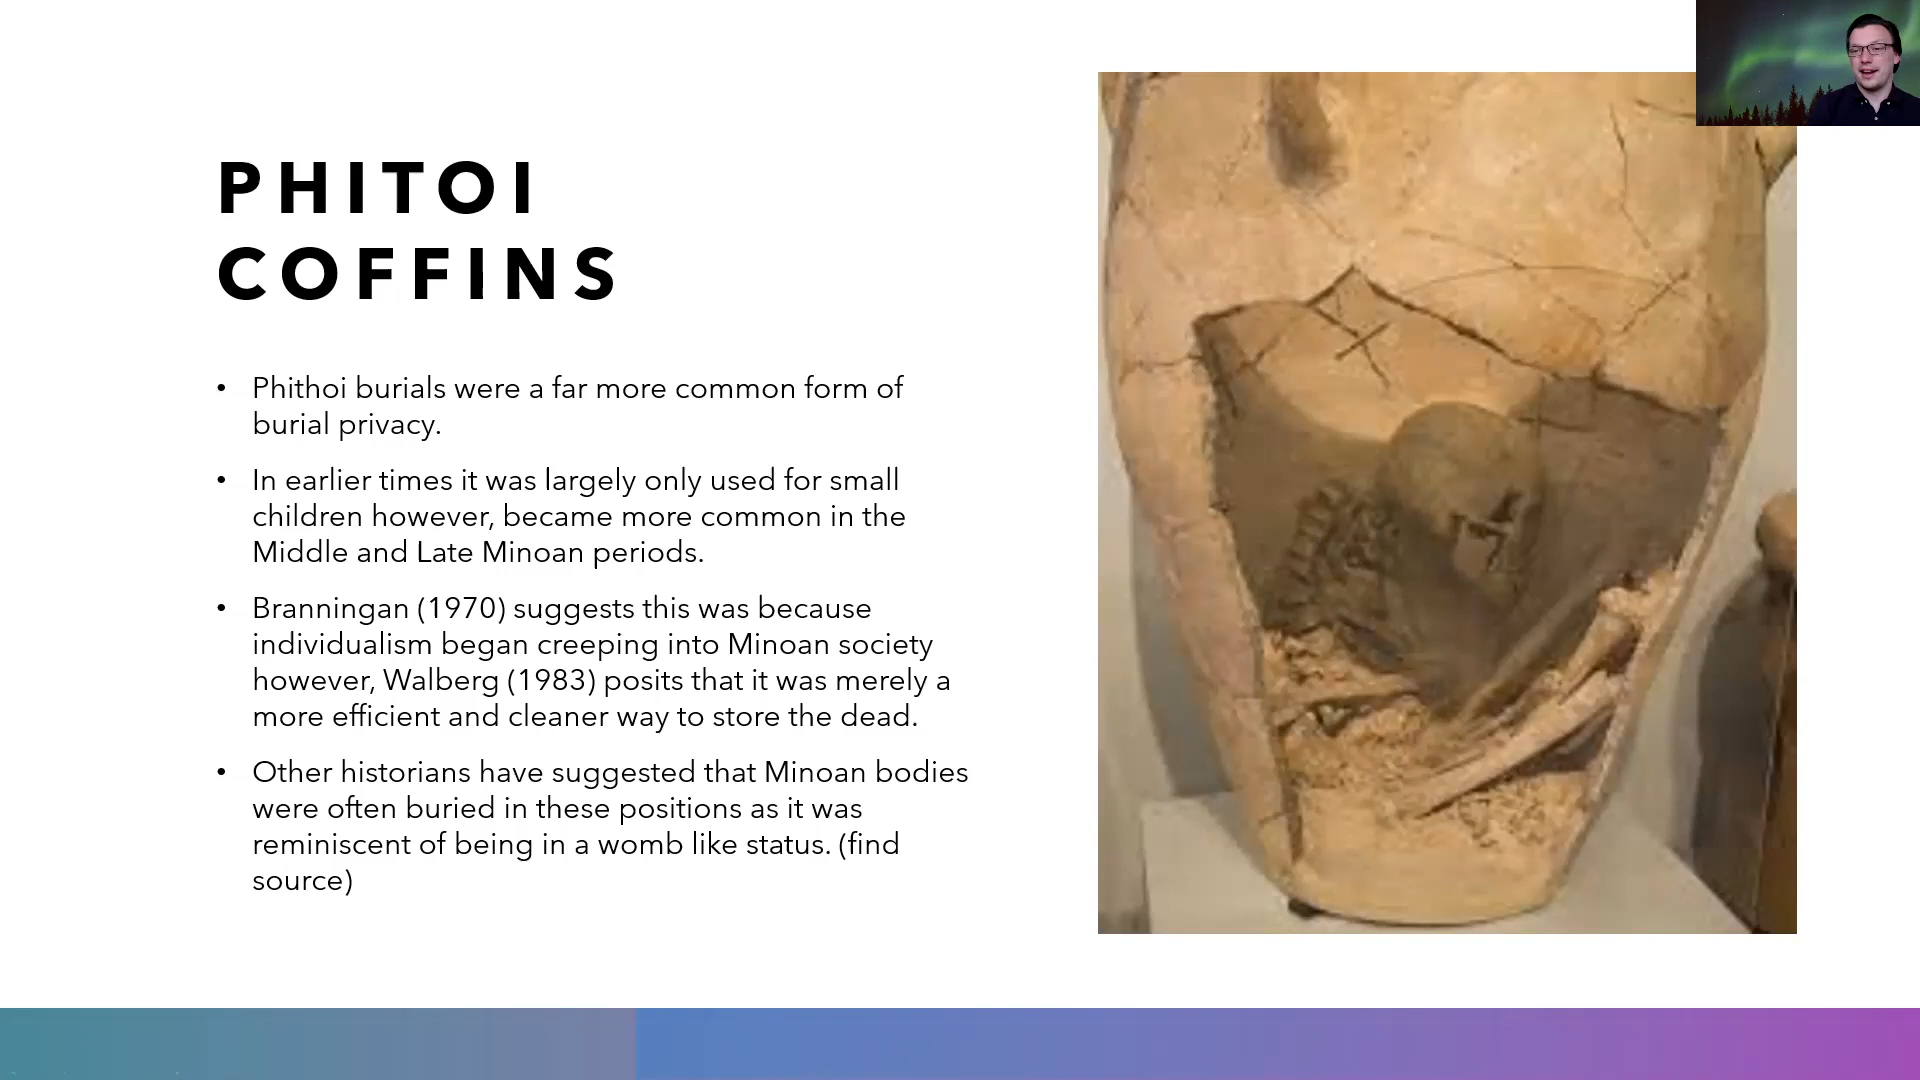 PHITOI
COFFINS
• Phithoi burials were a far more common form of
burial privacy.
• In earlier times it was largely only used for small
children however, became more common in the
Middle and Late Minoan periods.
• Branningan (1970) suggests this was because
individualism began creeping into Minoan society
however, Walberg (1983) posits that it was merely a
more efficient and cleaner way to store the dead.
• Other historians have suggested that Minoan bodies
were often buried in these positions as it was
reminiscent of being in a womb like status. (find
source)